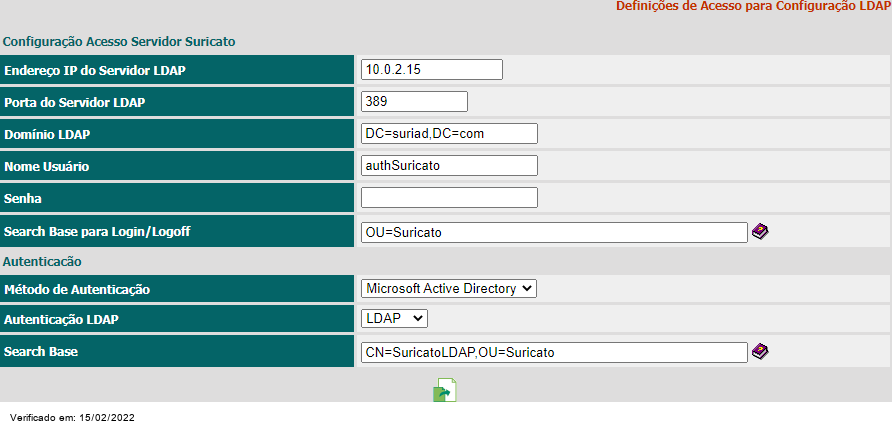 Definições de Acesso para Configuração LDAP
Configuração Acesso Servidor Suricato
Endereço IP do Servidor LDAP 10.0.2.15
Porta do Servidor LDAP 389
Domínio LDAP DC=suriad,DC=com
Nome Usuário authSuricato
Senha
Search Base para Login/Logoff OU=Suricato
Autenticacão
Método de Autenticação Microsoft Active Directory
Autenticação LDAP LDAP
Search Base CN=SuricatoLDAP,OU=Suricato
Verificado em: 15/02/2022